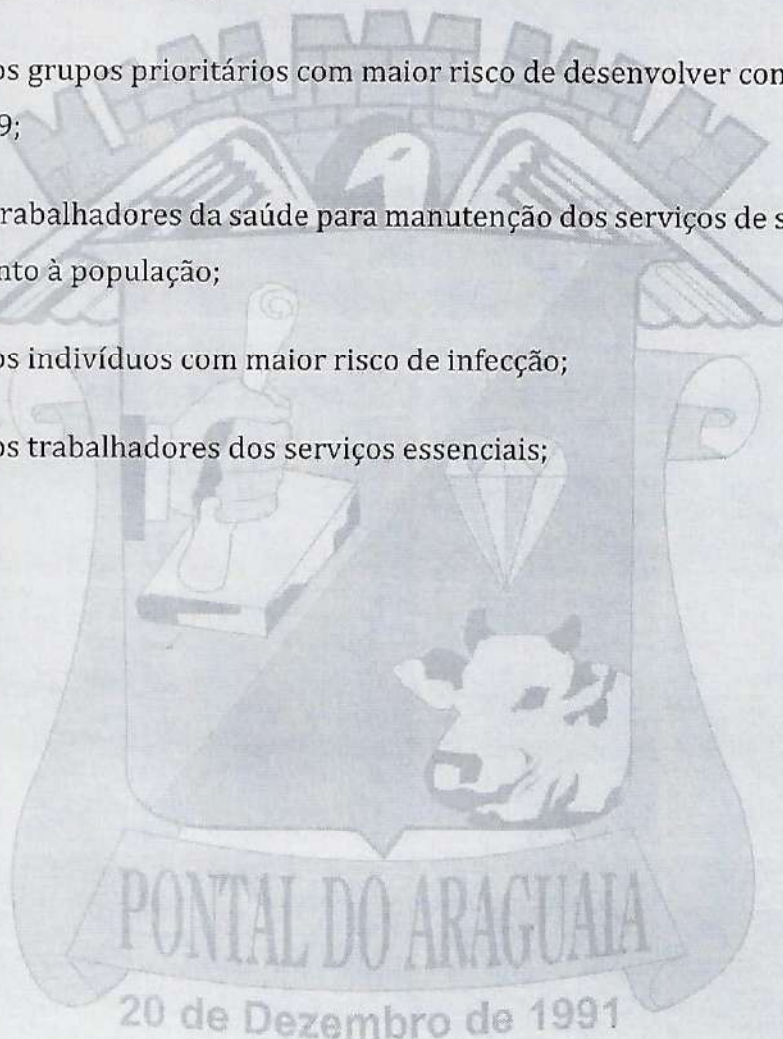 os grupos prioritários com maior risco de desenvolver con
9;
trabalhadores da saúde para manutenção dos serviços de s
nto à população;
os indivíduos com maior risco de infecção;
os trabalhadores dos serviços essenciais;
PONTAL DO ARAGUAIA
20 de Dezembro de 1991